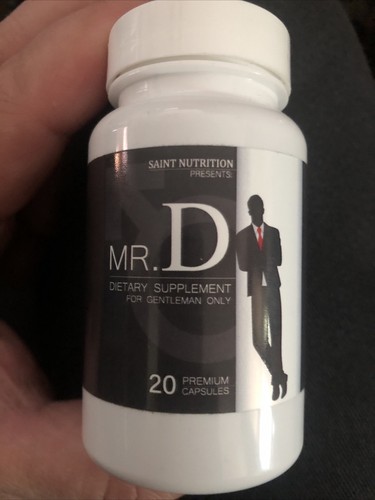 SAINT NUTRITION
PRESENTS:
MR. D
DIETARY SUPPLEMENT
FOR GENTLEMAN ONLY
20 PREMIUM
CAPSULES